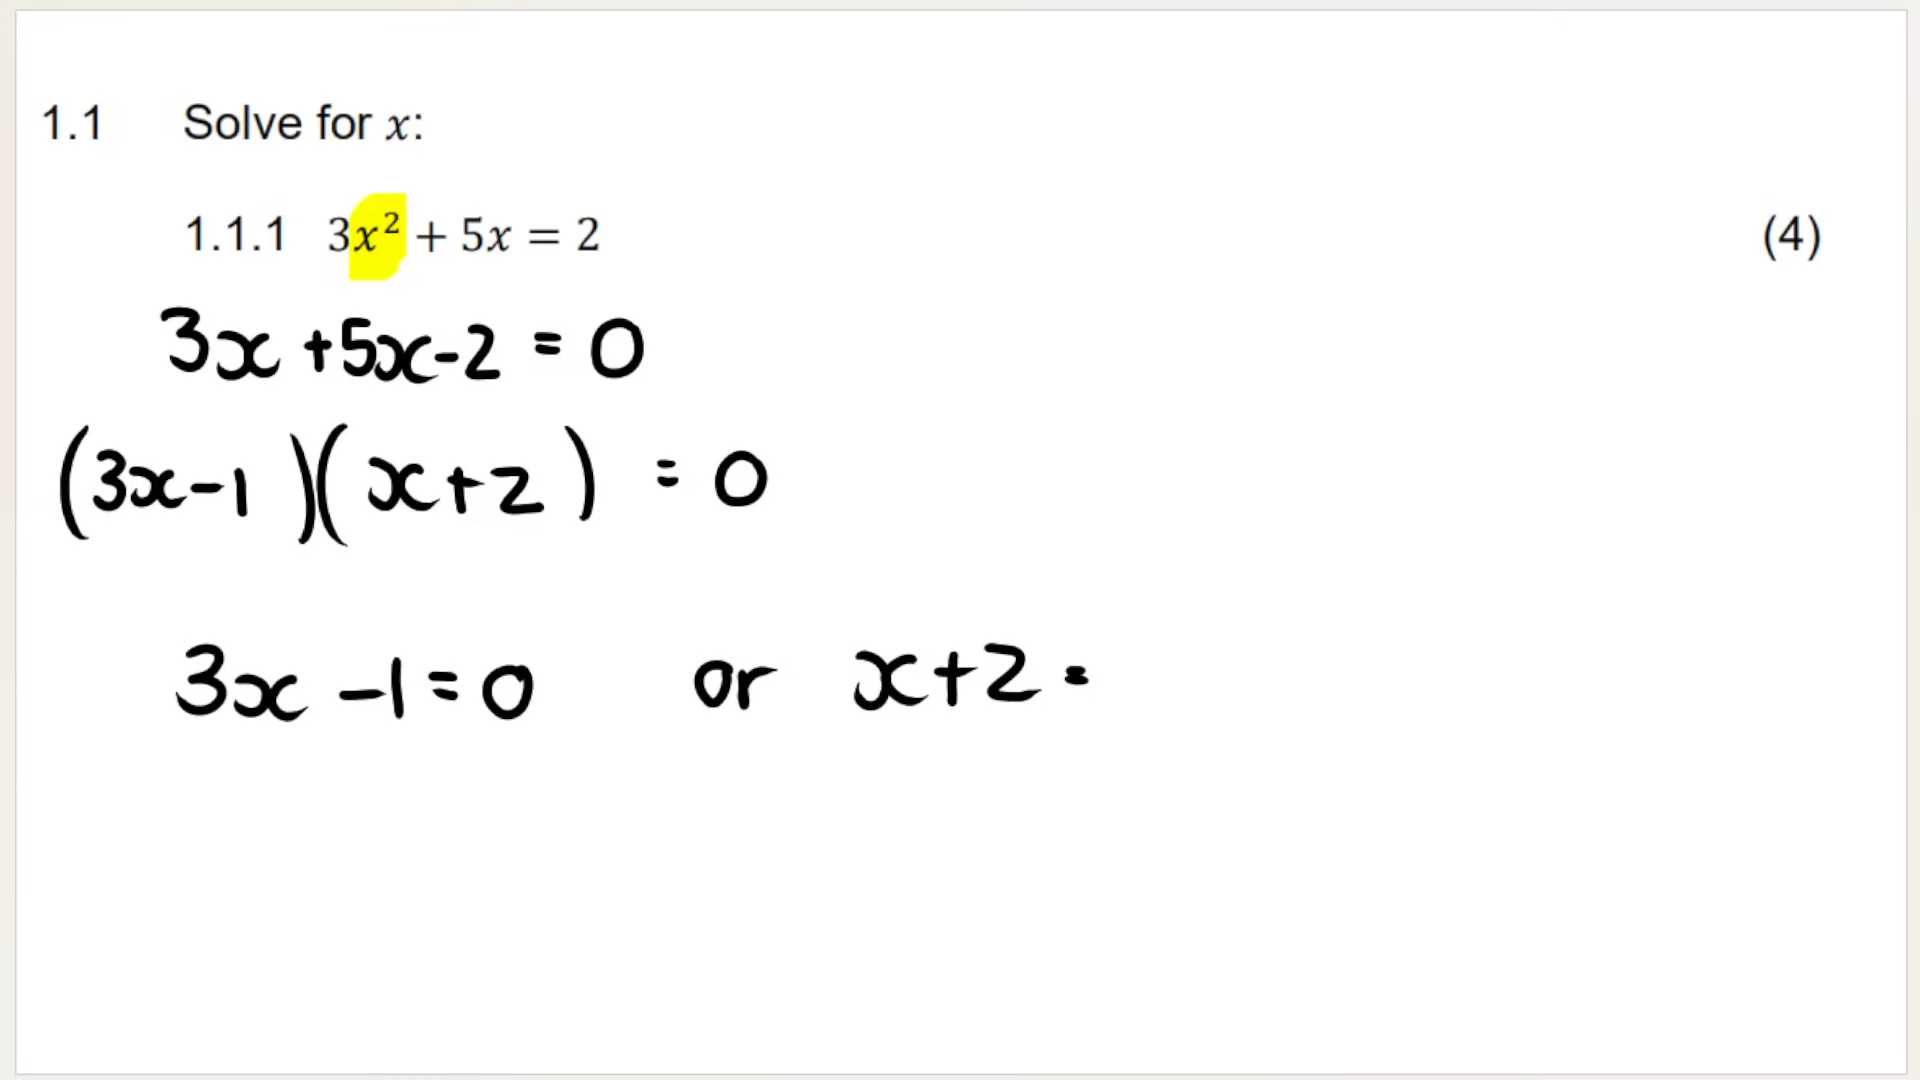 1.1 Solve for x:
1.1.1 3x² + 5x = 2 (4)
3x +5x-2 = 0
(3x-1)(x+2) = 0
3x -1=0 or x+2 =